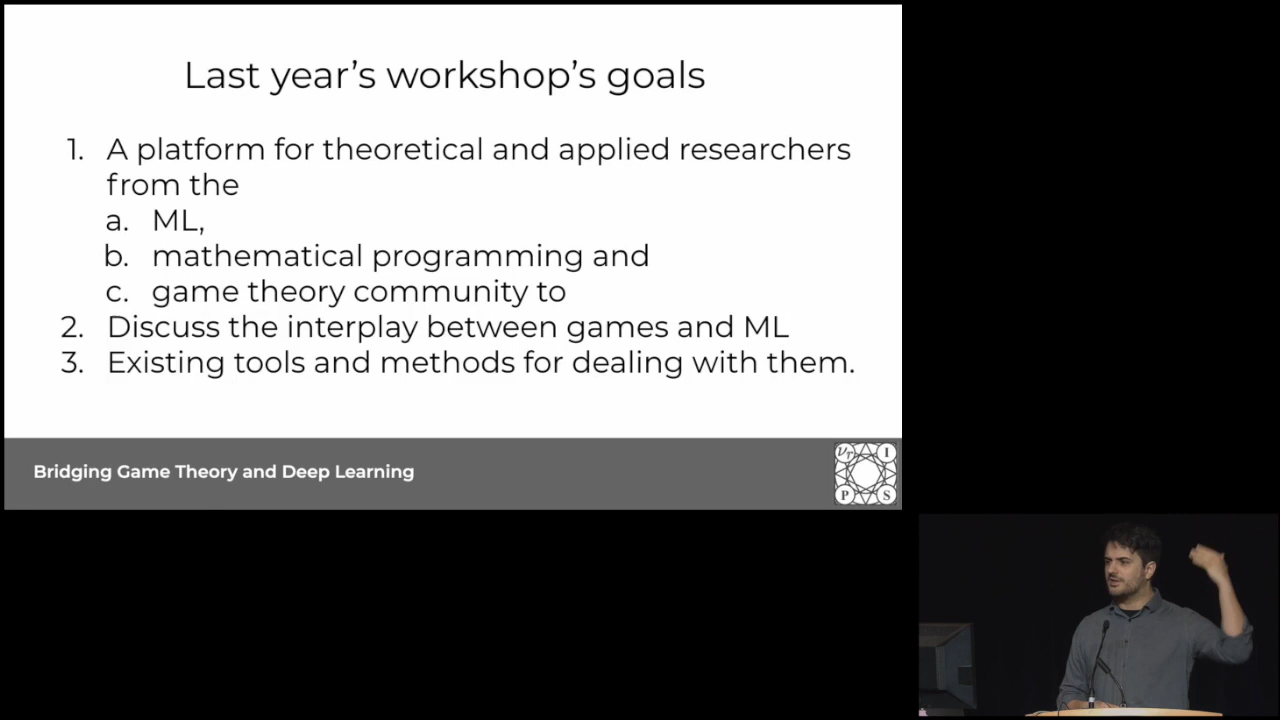 Last year's workshop's goals
1. A platform for theoretical and applied researchers
from the
a. ML,
b. mathematical programming and
c. game theory community to
2. Discuss the interplay between games and ML
3. Existing tools and methods for dealing with them.
Bridging Game Theory and Deep Learning
I
P S